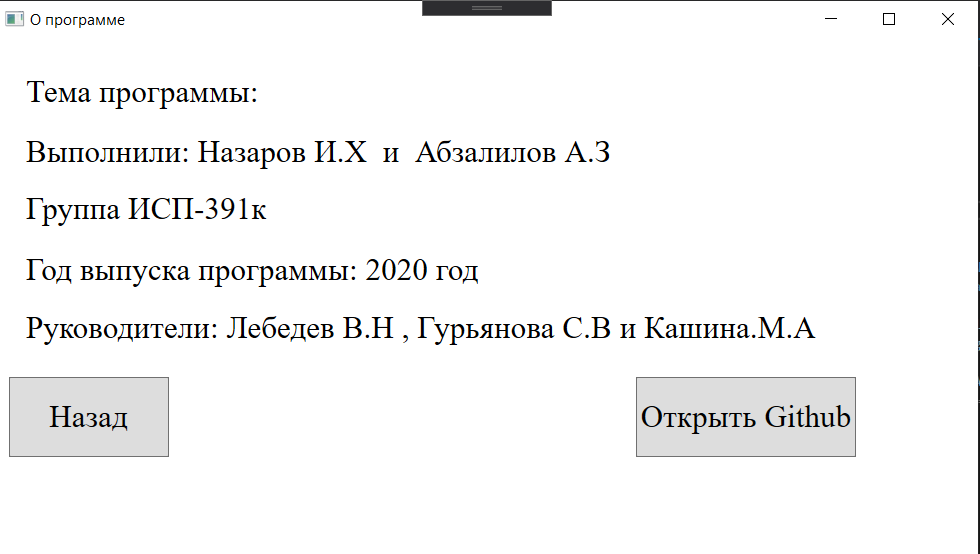 О программе
Тема программы:
Выполнили: Назаров И.Х  и  Абзалилов А.З
Группа ИСП-391к
Год выпуска программы: 2020 год
Руководители: Лебедев В.Н , Гурьянова С.В и Кашина.М.А
Назад
Открыть Github